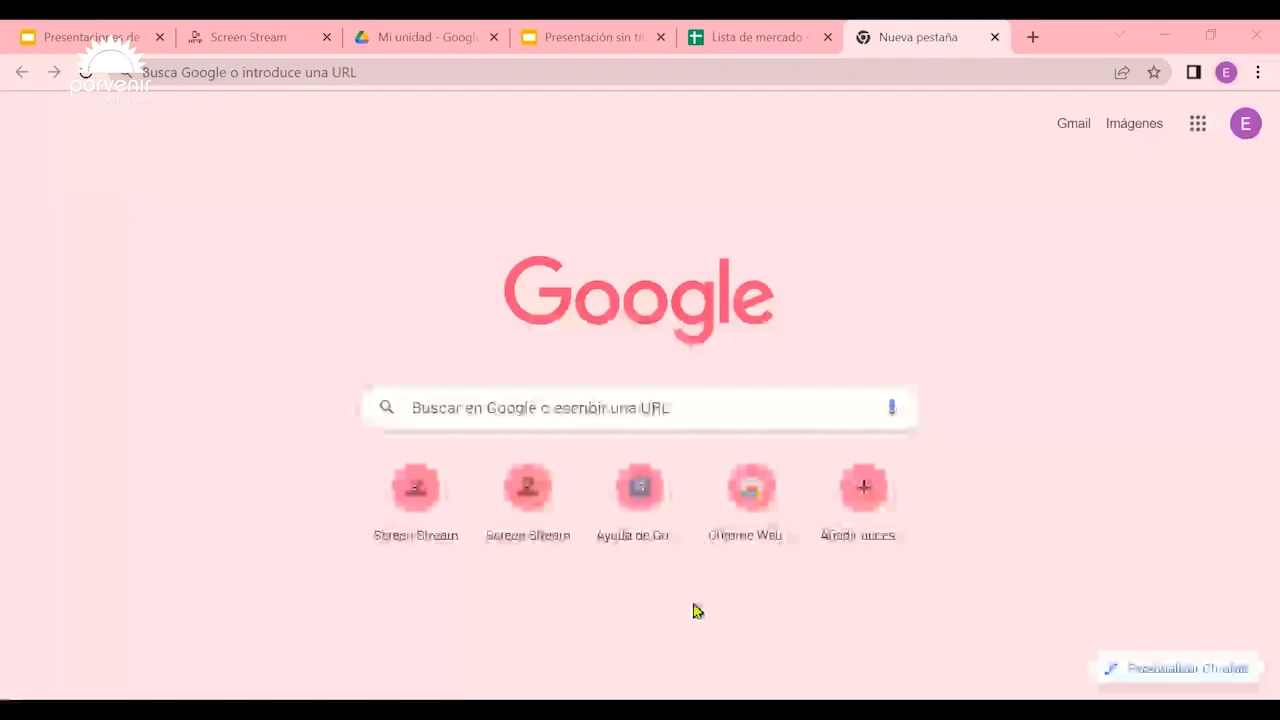 Presentaciones de
Screen Stream
Mi unidad - Google
Presentación sin tít
Lista de mercado -
Nueva pestaña
porvenir
Busca Google o introduce una URL
E
Gmail
Imágenes
E
Google
Buscar en Google o escribir una URL
Screen Stream
Screen Stream
Ayuda de Go
Chrome Web
Añadir acces
Personalizar Chrome